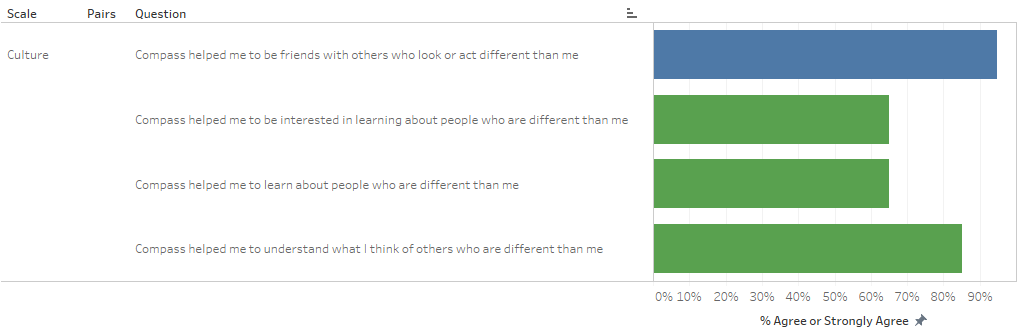 Scale Pairs Question
Culture Compass helped me to be friends with others who look or act different than me
Compass helped me to be interested in learning about people who are different than me
Compass helped me to learn about people who are different than me
Compass helped me to understand what I think of others who are different than me
0% 10% 20% 30% 40% 50% 60% 70% 80% 90%
% Agree or Strongly Agree